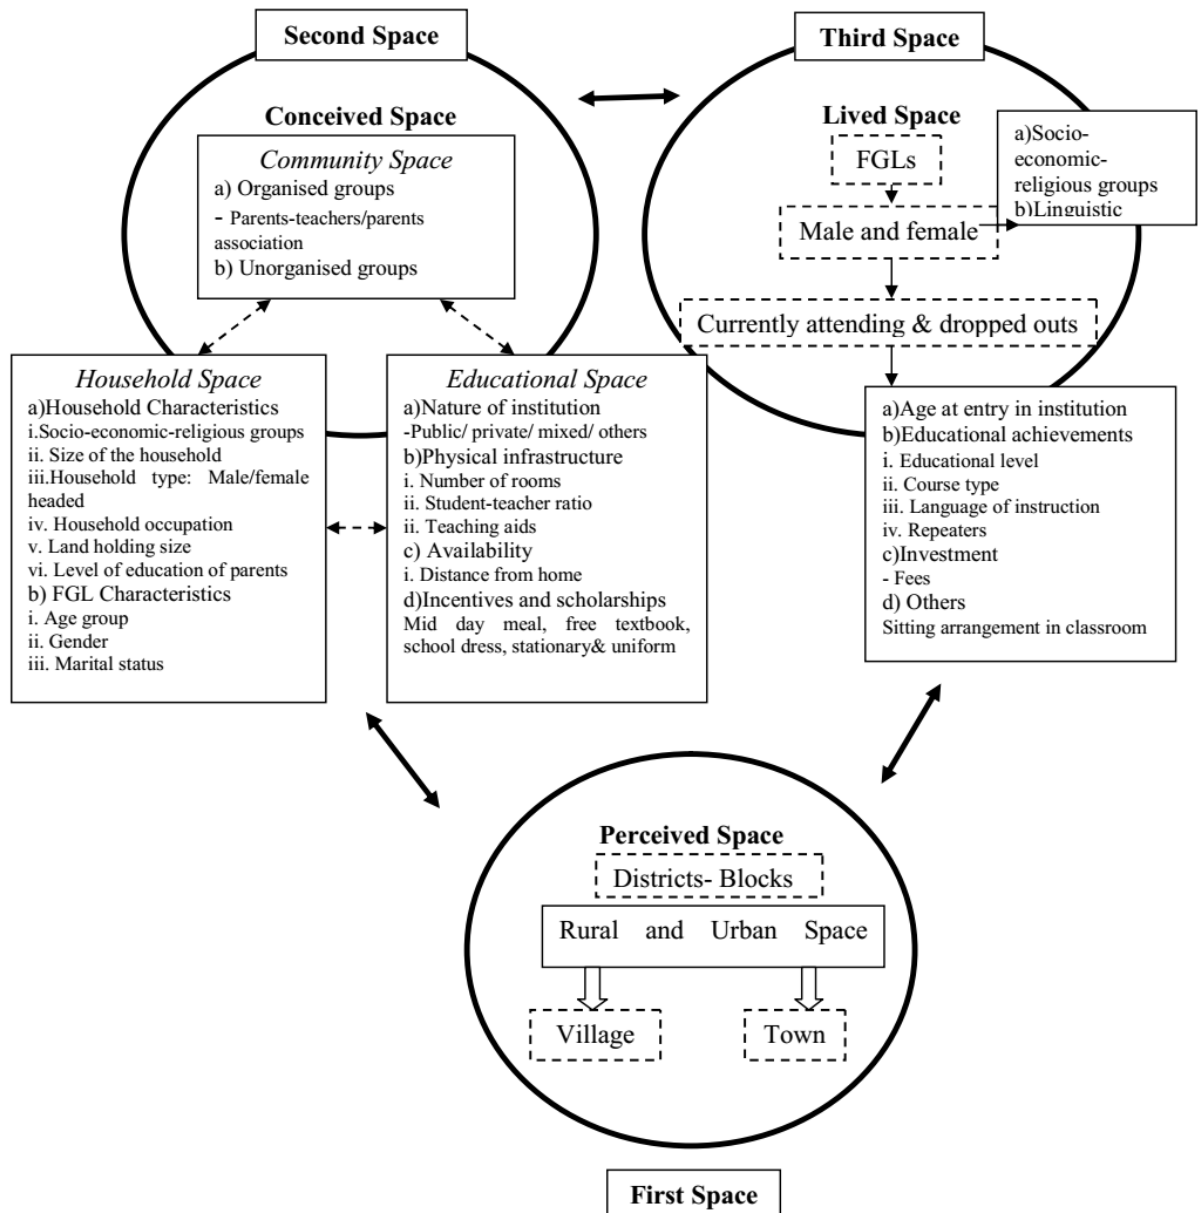 Second Space
Conceived Space
Community Space
a) Organised groups
- Parents-teachers/parents
association
b) Unorganised groups
Household Space
a)Household Characteristics
i.Socio-economic-religious groups
ii. Size of the household
iii.Household type: Male/female
headed
iv. Household occupation
v. Land holding size
vi. Level of education of parents
b) FGL Characteristics
i. Age group
ii. Gender
iii. Marital status
Educational Space
a)Nature of institution
-Public/ private/ mixed/ others
b)Physical infrastructure
i. Number of rooms
ii. Student-teacher ratio
ii. Teaching aids
c) Availability
i. Distance from home
d)Incentives and scholarships
Mid day meal, free textbook,
school dress, stationary& uniform
Third Space
Lived Space
FGLs
Male and female
a)Socio-
economic-
religious groups
b)Linguistic
Currently attending & dropped outs
a)Age at entry in institution
b)Educational achievements
i. Educational level
ii. Course type
iii. Language of instruction
iv. Repeaters
c)Investment
- Fees
d) Others
Sitting arrangement in classroom
Perceived Space
Districts- Blocks
Rural and Urban Space
Village
Town
First Space